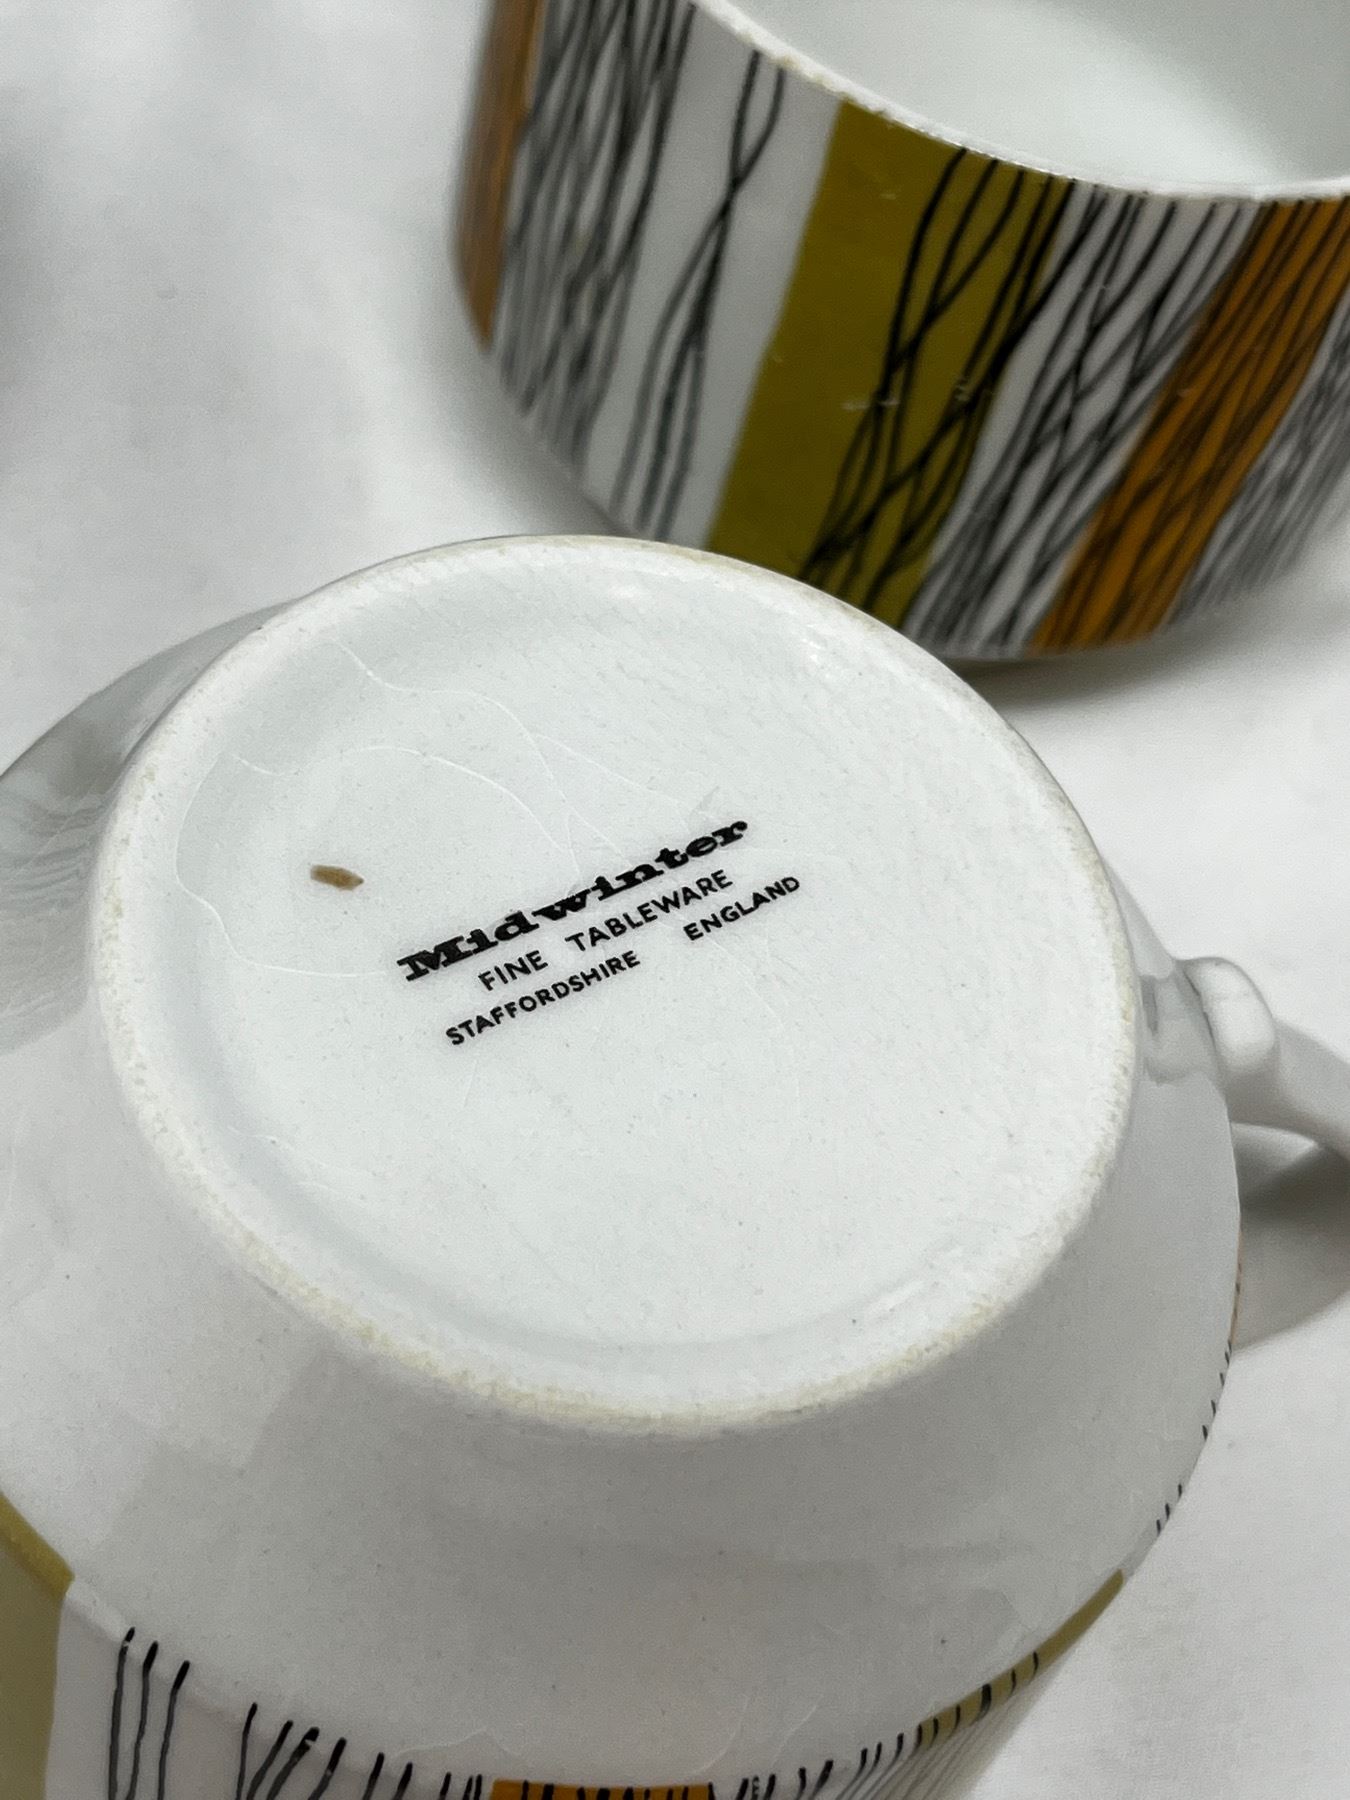 Midwinter
FINE TABLEWARE
STAFFORDSHIRE ENGLAND